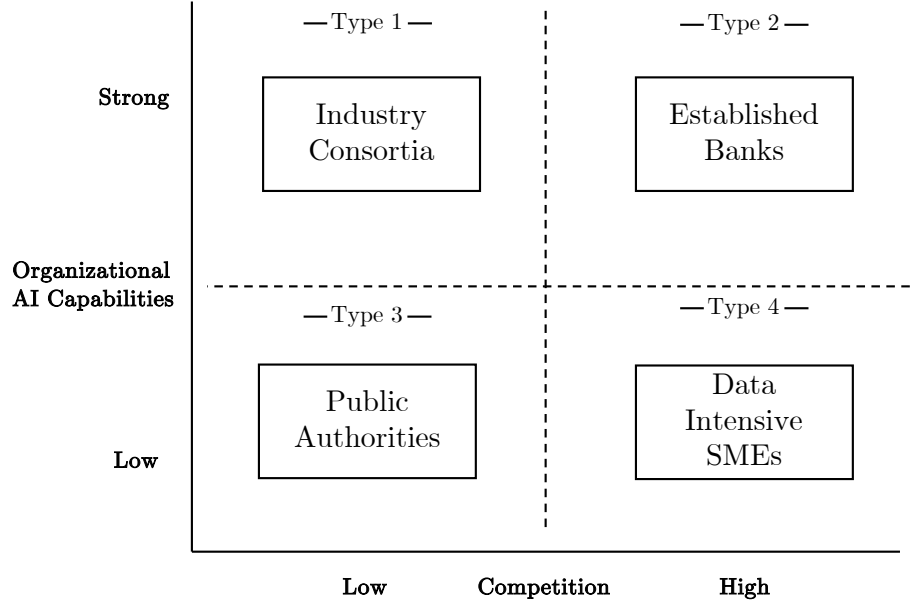 Type 1
Type 2
Strong
Industry
Consortia
Established
Banks
Organizational
AI Capabilities
Type 3
Type 4
Public
Authorities
Data
Intensive
SMEs
Low
Low
Competition
High